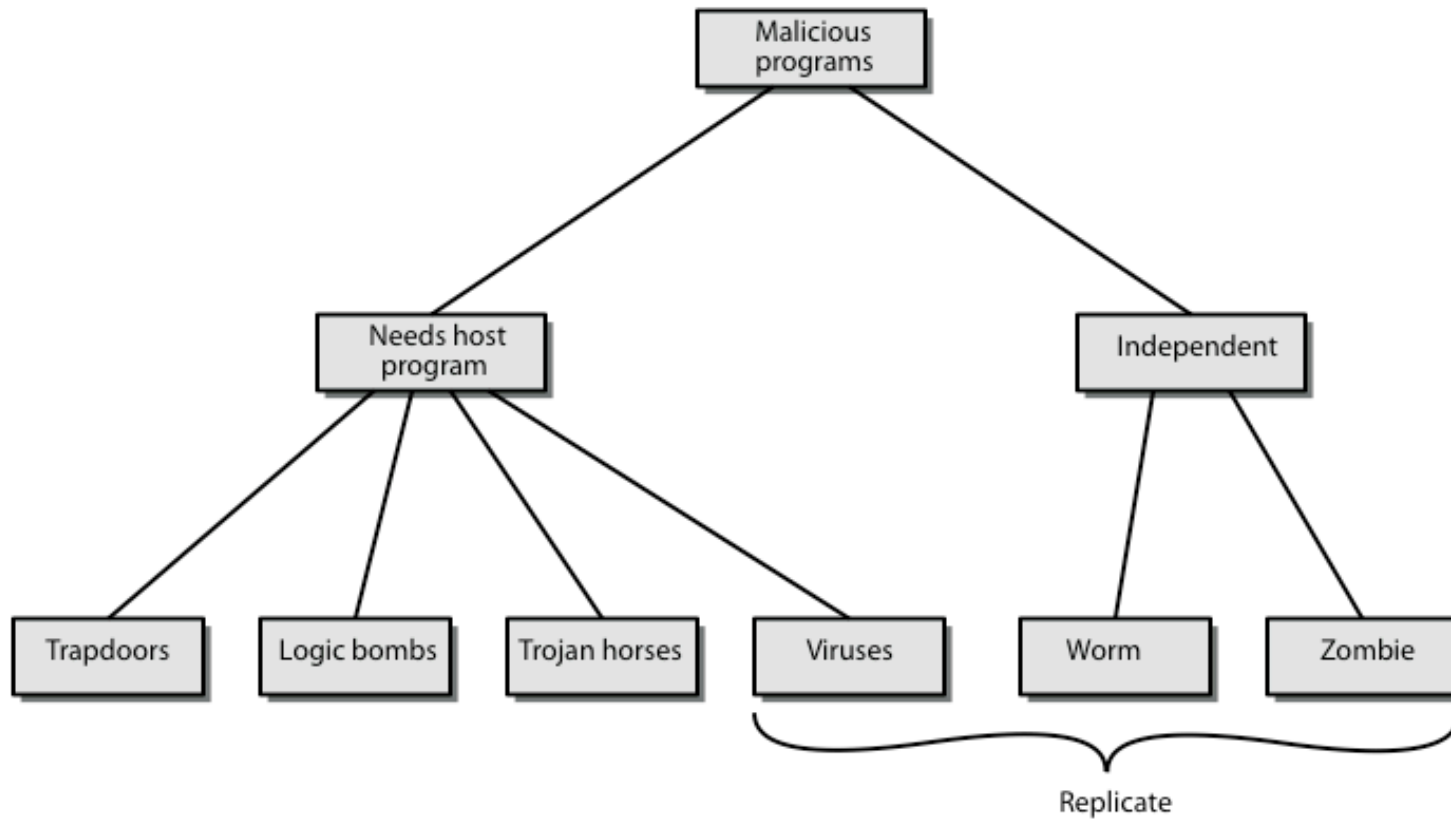 Malicious
programs
Needs host
program
Independent
Trapdoors
Logic bombs
Trojan horses
Viruses
Worm
Zombie
Replicate